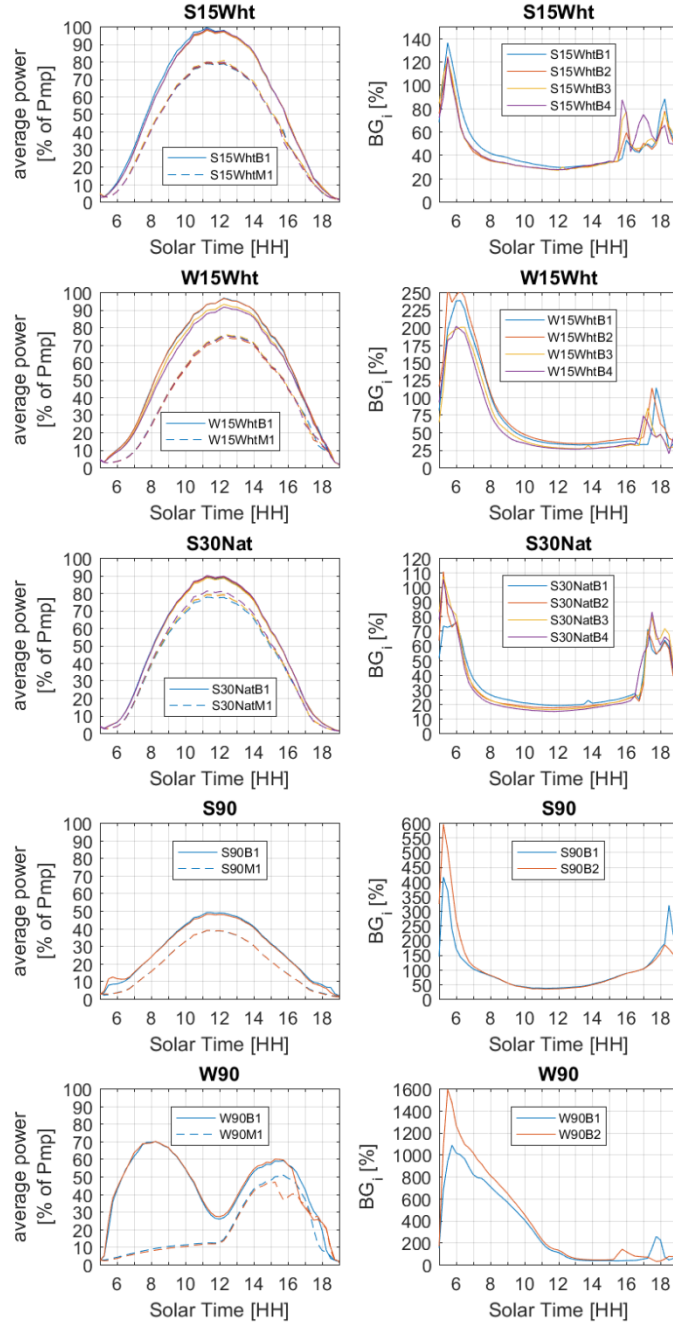 S15Wht
average power
[% of Pmp]
100
90
80
70
60
50
40
30
20
10
0
S15WhtB1
S15WhtM1
6 8 10 12 14 16 18
Solar Time [HH]
S15Wht
BGi [%]
160
140
120
100
80
60
40
20
0
S15WhtB1
S15WhtB2
S15WhtB3
S15WhtB4
6 8 10 12 14 16 18
Solar Time [HH]
W15Wht
average power
[% of Pmp]
100
90
80
70
60
50
40
30
20
10
0
W15WhtB1
W15WhtM1
6 8 10 12 14 16 18
Solar Time [HH]
W15Wht
BGi [%]
250
225
200
175
150
125
100
75
50
25
0
W15WhtB1
W15WhtB2
W15WhtB3
W15WhtB4
6 8 10 12 14 16 18
Solar Time [HH]
S30Nat
average power
[% of Pmp]
100
90
80
70
60
50
40
30
20
10
0
S30NatB1
S30NatM1
6 8 10 12 14 16 18
Solar Time [HH]
S30Nat
BGi [%]
120
110
100
90
80
70
60
50
40
30
20
10
0
S30NatB1
S30NatB2
S30NatB3
S30NatB4
6 8 10 12 14 16 18
Solar Time [HH]
S90
average power
[% of Pmp]
100
90
80
70
60
50
40
30
20
10
0
S90B1
S90M1
6 8 10 12 14 16 18
Solar Time [HH]
S90
BGi [%]
600
550
500
450
400
350
300
250
200
150
100
50
0
S90B1
S90B2
6 8 10 12 14 16 18
Solar Time [HH]
W90
average power
[% of Pmp]
100
90
80
70
60
50
40
30
20
10
0
W90B1
W90M1
6 8 10 12 14 16 18
Solar Time [HH]
W90
BGi [%]
1600
1400
1200
1000
800
600
400
200
0
W90B1
W90B2
6 8 10 12 14 16 18
Solar Time [HH]